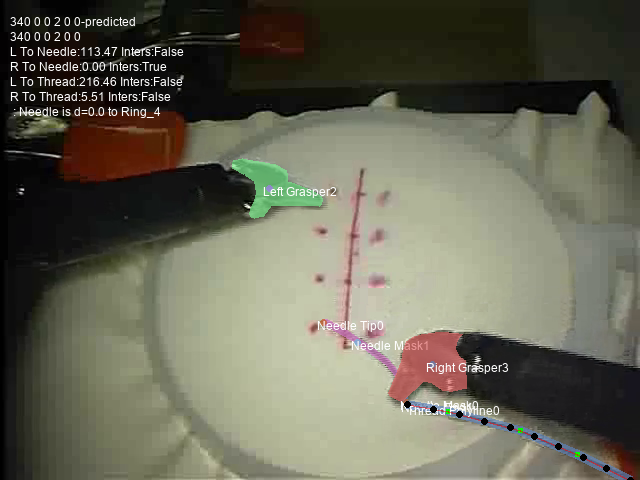 340 0 0 2 0 0-predicted
340 0 0 2 0 0
L To Needle:113.47 Inters:False
R To Needle:0.00 Inters:True
L To Thread:216.46 Inters:False
R To Thread:5.51 Inters:False
: Needle is d=0.0 to Ring_4
Left Grasper2
Needle Tip0
Needle Mask1
Right Grasper3
Thread Polyline0